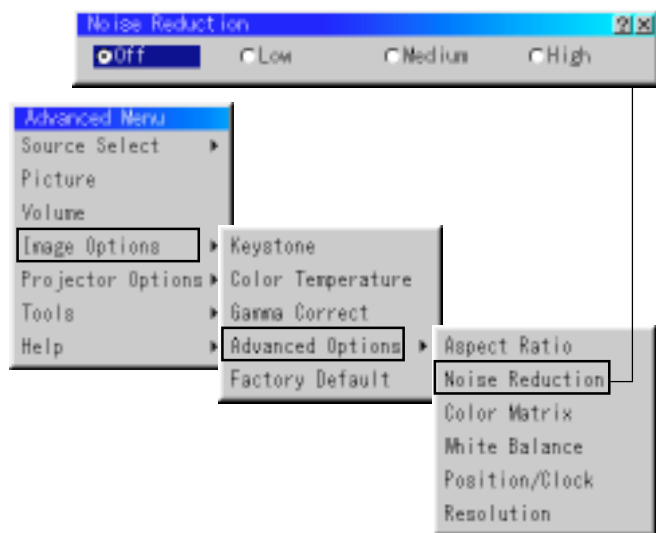 Noise Reduction
Off Low Medium High
Advanced Menu
Source Select
Picture
Volume
Image Options
Projector Options
Tools
Help
Keystone
Color Temperature
Gamma Correct
Advanced Options
Factory Default
Aspect Ratio
Noise Reduction
Color Matrix
White Balance
Position/Clock
Resolution